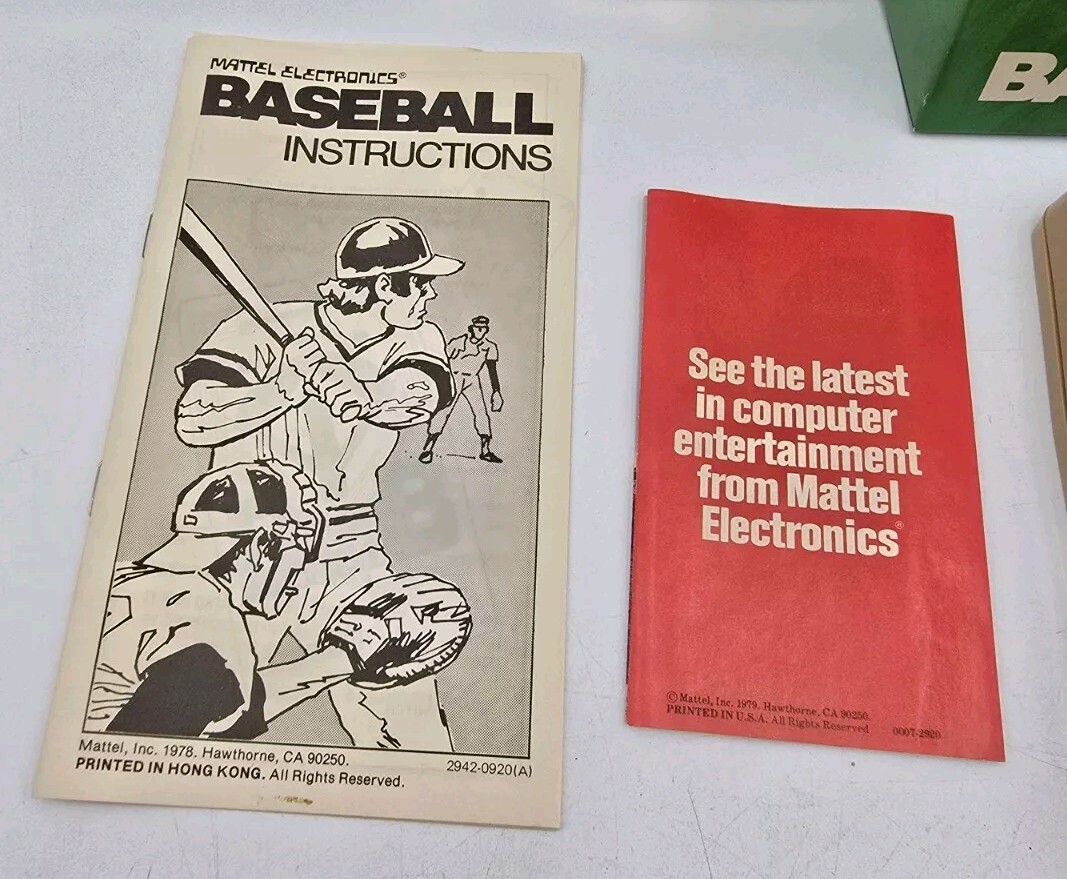 MATTEL ELECTRONICS®
BASEBALL
INSTRUCTIONS
Mattel, Inc. 1978. Hawthorne, CA 90250.
PRINTED IN HONG KONG. All Rights Reserved.
2942-0920(A)
See the latest
in computer
entertainment
from Mattel
Electronics®
© Mattel, Inc. 1979. Hawthorne, CA 90250.
PRINTED IN U.S.A. All Rights Reserved
0007-2920
BA